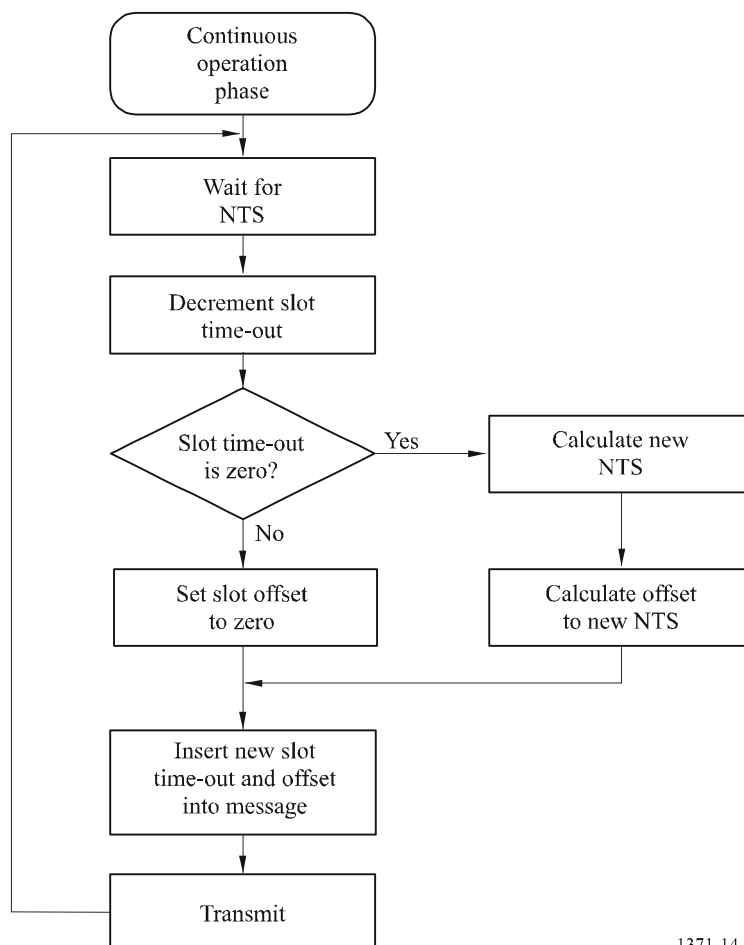 Continuous
operation
phase
Wait for
NTS
Decrement slot
time-out
Slot time-out
is zero?
Yes
Calculate new
NTS
No
Set slot offset
to zero
Calculate offset
to new NTS
Insert new slot
time-out and offset
into message
Transmit
1371-14